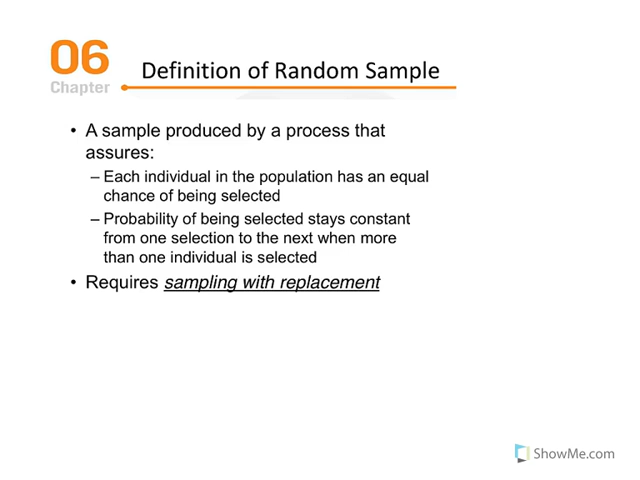 06
Chapter
Definition of Random Sample
• A sample produced by a process that
assures:
– Each individual in the population has an equal
chance of being selected
– Probability of being selected stays constant
from one selection to the next when more
than one individual is selected
• Requires sampling with replacement
ShowMe.com